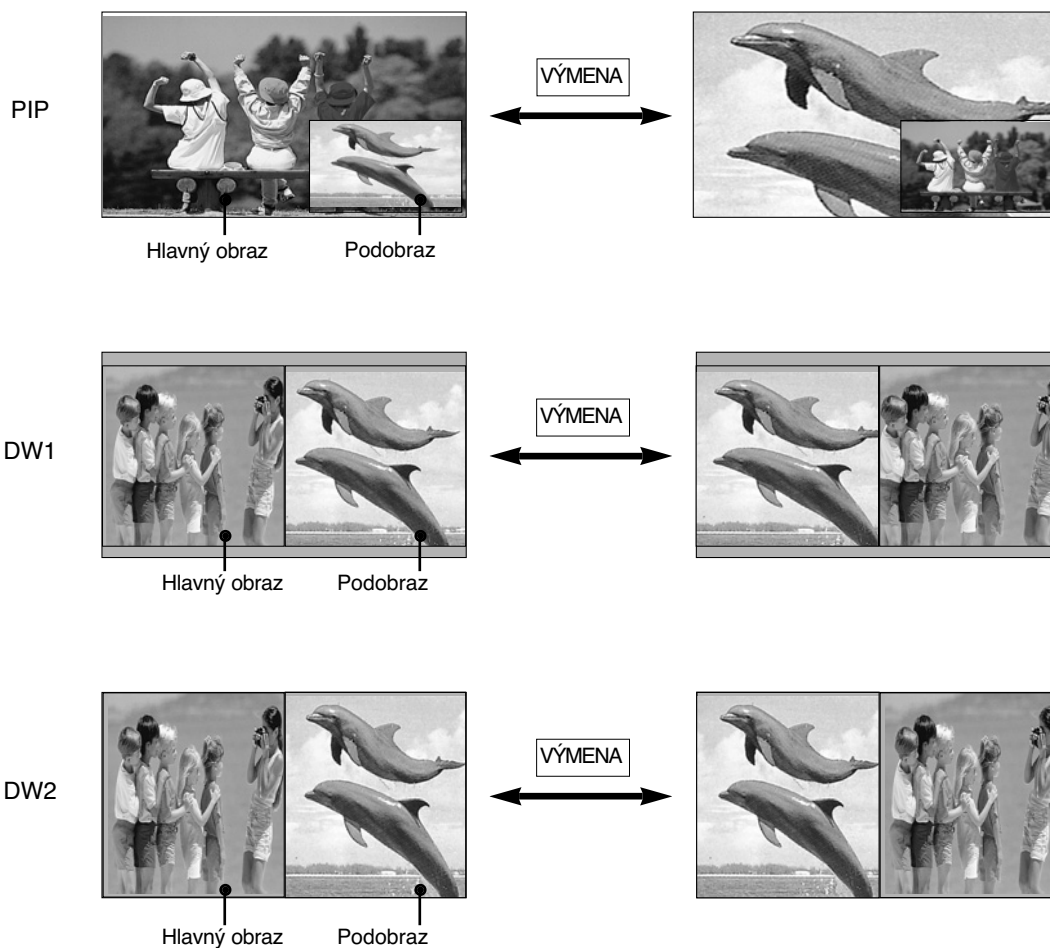 PIP
VÝMENA
Hlavný obraz
Podobraz
DW1
VÝMENA
Hlavný obraz
Podobraz
DW2
VÝMENA
Hlavný obraz
Podobraz